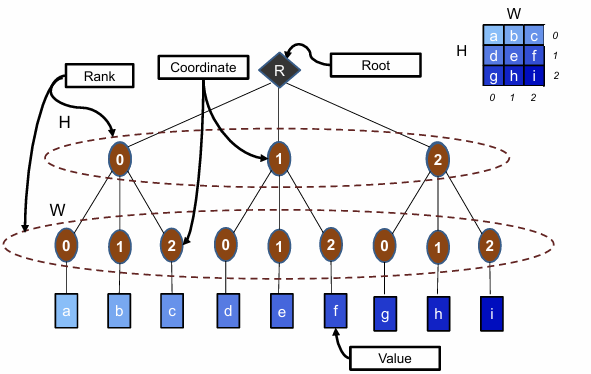 W
H
a b c 0
d e f 1
g h i 2
0 1 2
Rank
Coordinate
R
Root
H
0 1 2
W
0 1 2 0 1 2 0 1 2
a b c d e f g h i
Value